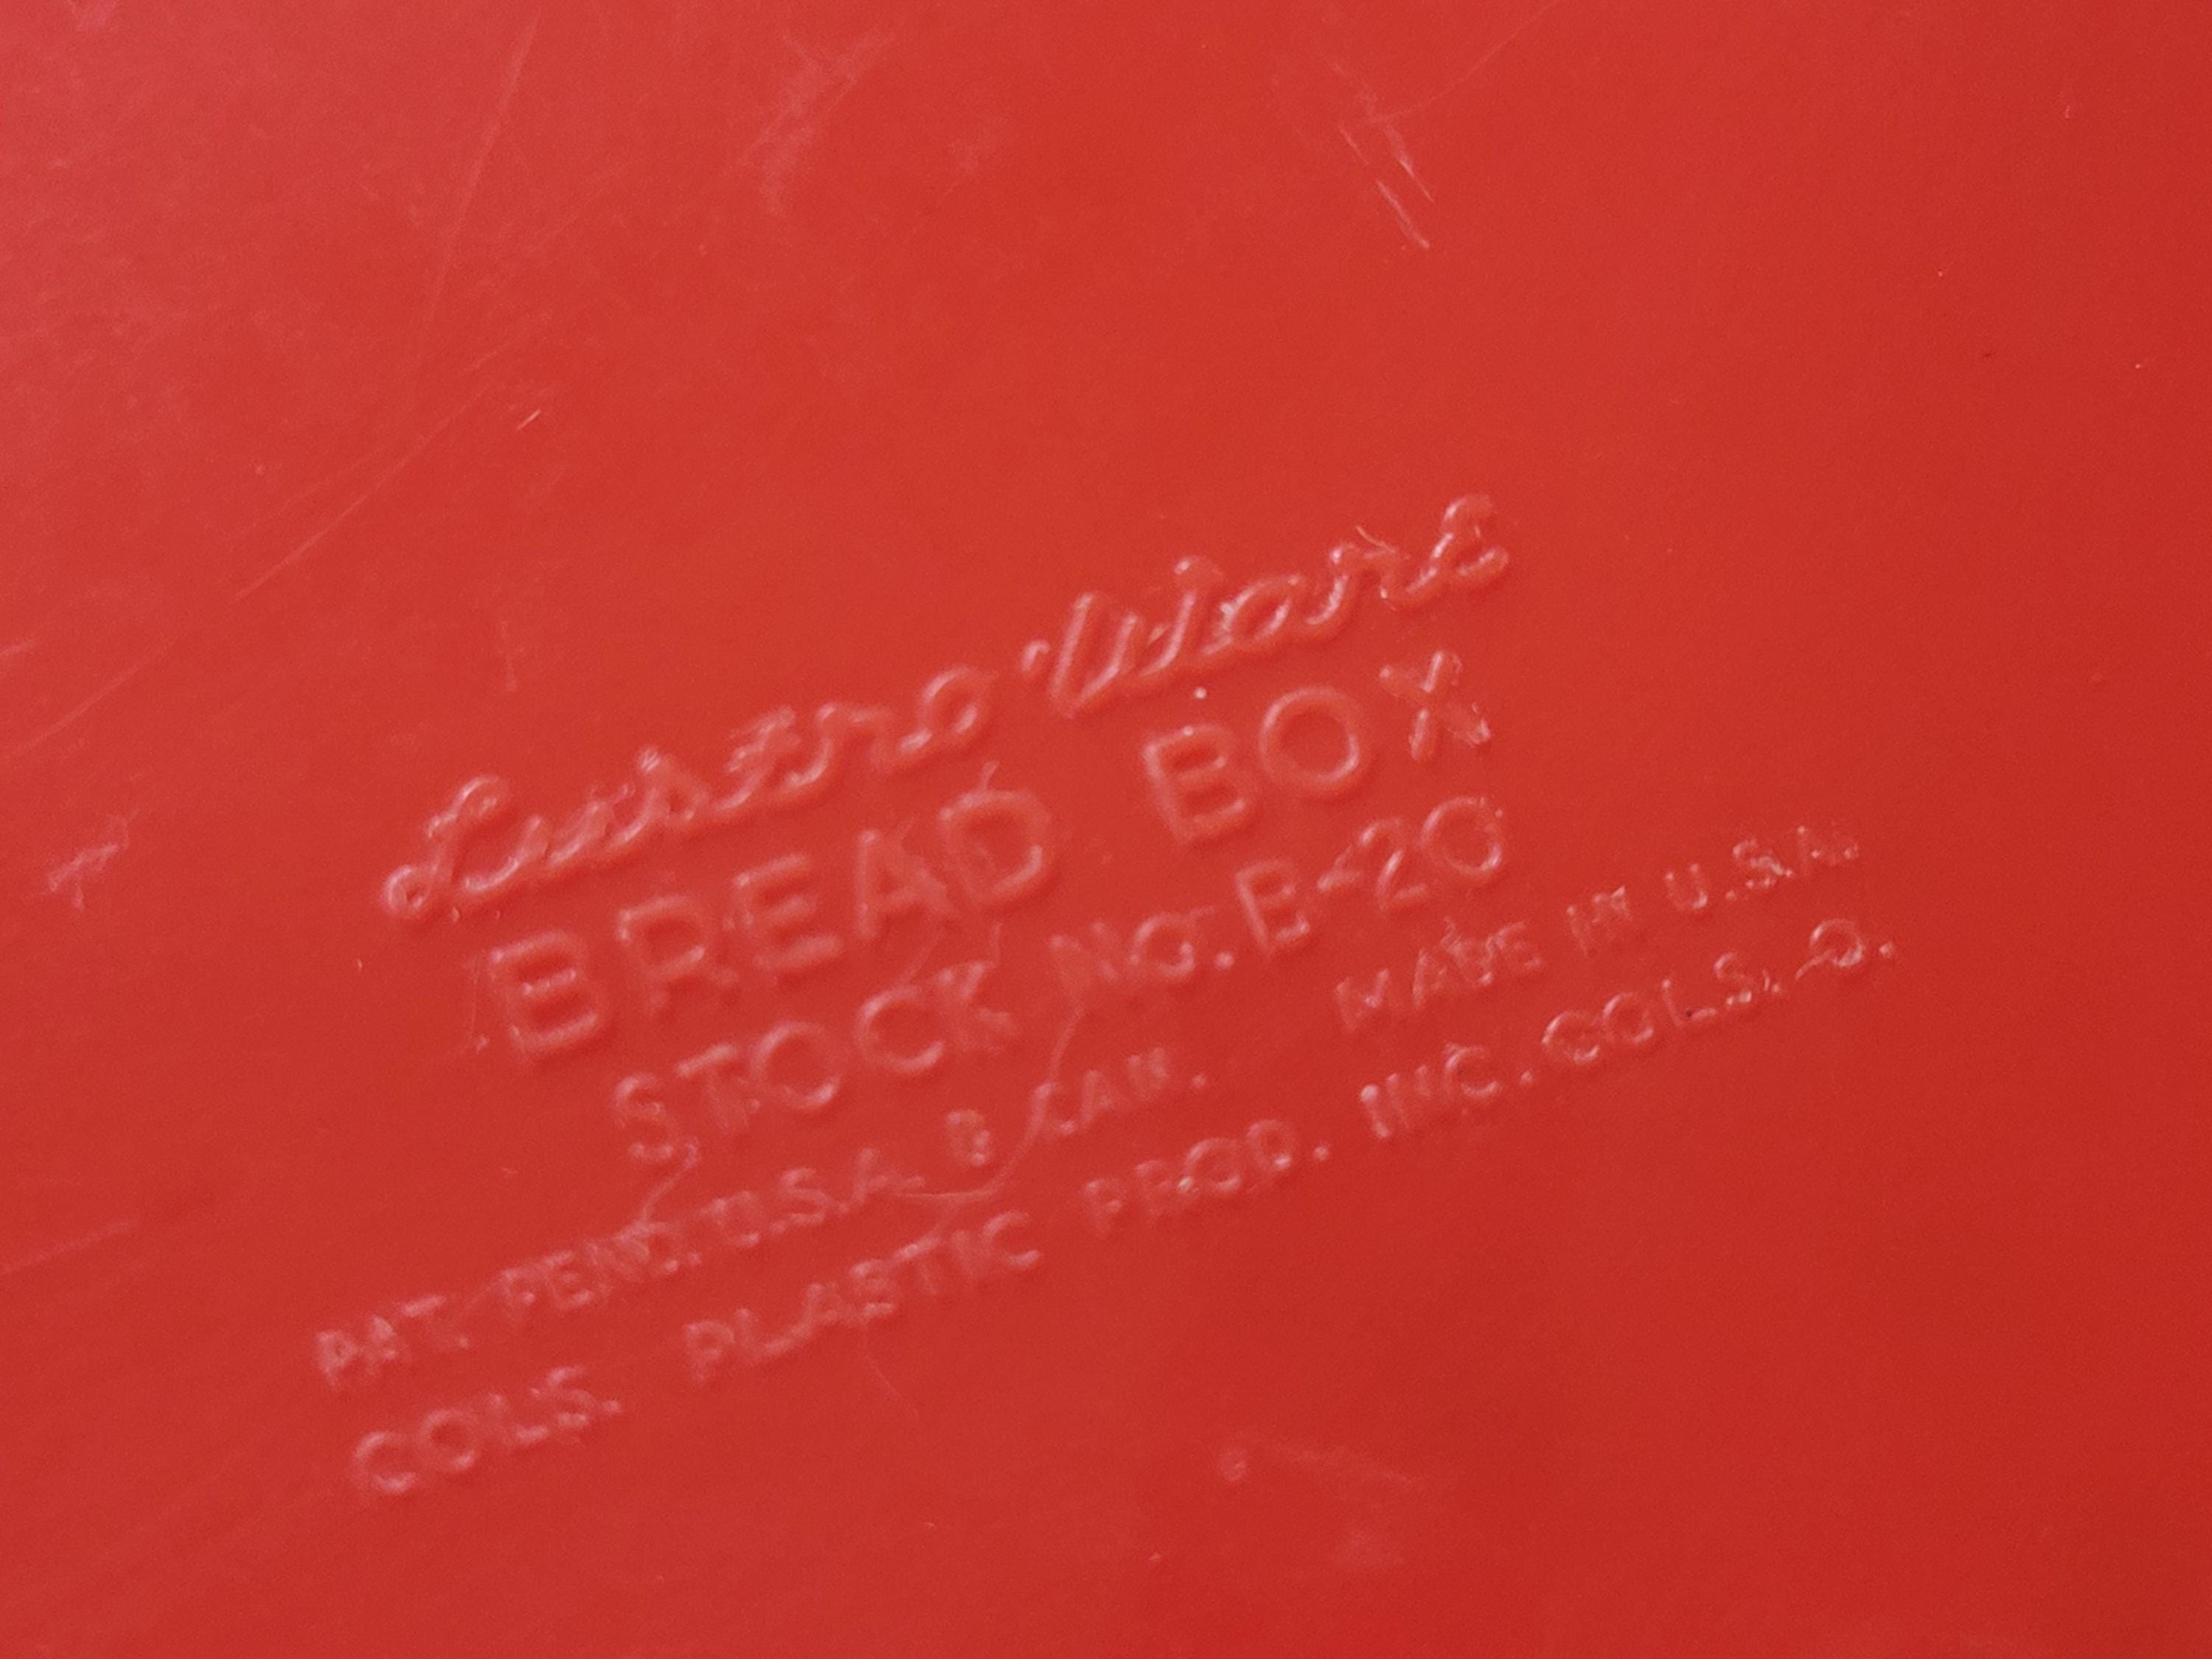 Lustro Ware
BREAD BOX
STOCK NO. B-20
PAT. PEND. U.S.A. & CAN. MADE IN U.S.A.
COLS. PLASTIC PROD. INC. COLS. O.